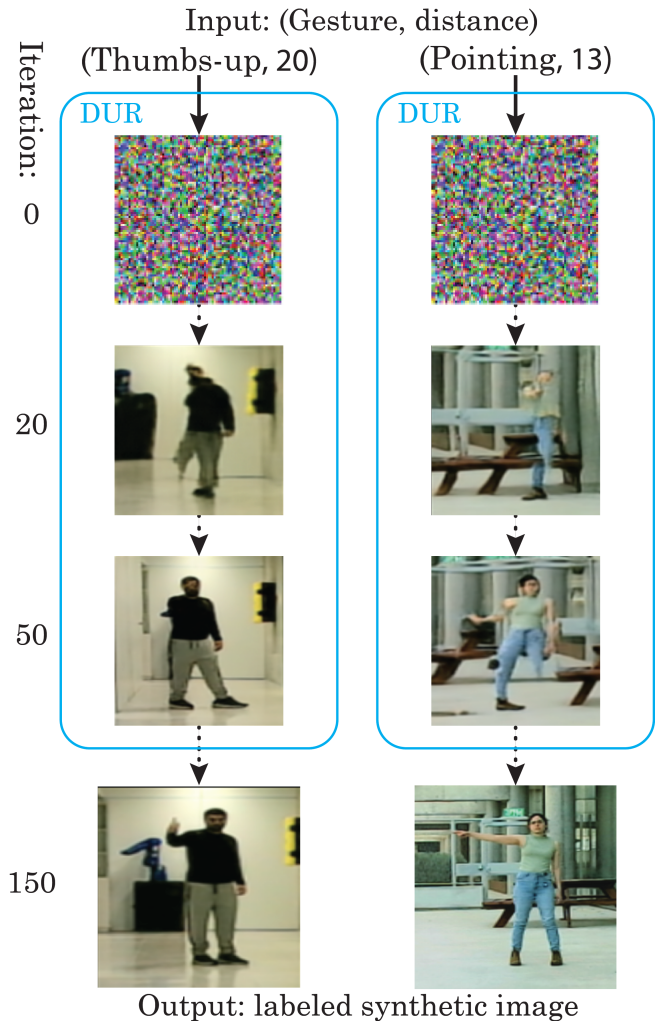 Input: (Gesture, distance)
(Thumbs-up, 20)
(Pointing, 13)
Iteration:
DUR
DUR
0
20
50
150
Output: labeled synthetic image